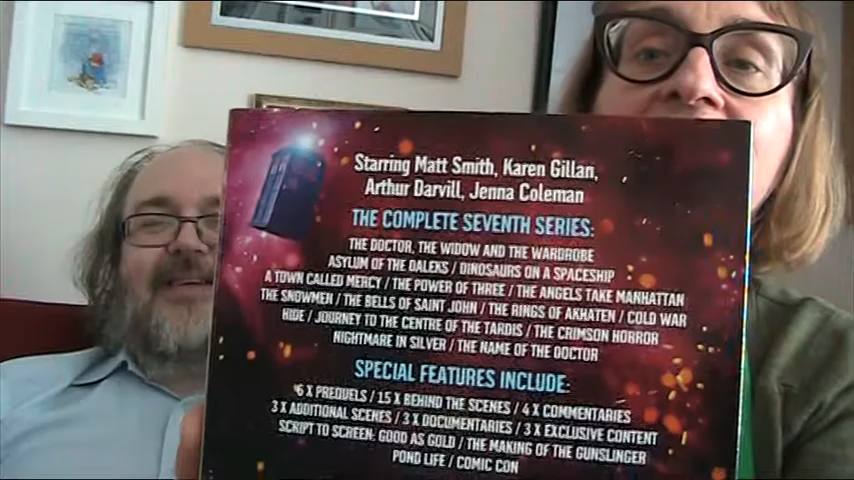 Starring Matt Smith, Karen Gillan,
Arthur Darvill, Jenna Coleman
THE COMPLETE SEVENTH SERIES:
THE DOCTOR, THE WIDOW AND THE WARDROBE
ASYLUM OF THE DALEKS / DINOSAURS ON A SPACESHIP
A TOWN CALLED MERCY / THE POWER OF THREE / THE ANGELS TAKE MANHATTAN
THE SNOWMEN / THE BELLS OF SAINT JOHN / THE RINGS OF AKHATEN / COLD WAR
HIDE / JOURNEY TO THE CENTRE OF THE TARDIS / THE CRIMSON HORROR
NIGHTMARE IN SILVER / THE NAME OF THE DOCTOR
SPECIAL FEATURES INCLUDE:
6 X PREQUELS / 15 X BEHIND THE SCENES / 4 X COMMENTARIES
3 X ADDITIONAL SCENES / 3 X DOCUMENTARIES / 3 X EXCLUSIVE CONTENT
SCRIPT TO SCREEN: GOOD AS GOLD / THE MAKING OF THE GUNSLINGER
POND LIFE / COMIC CON